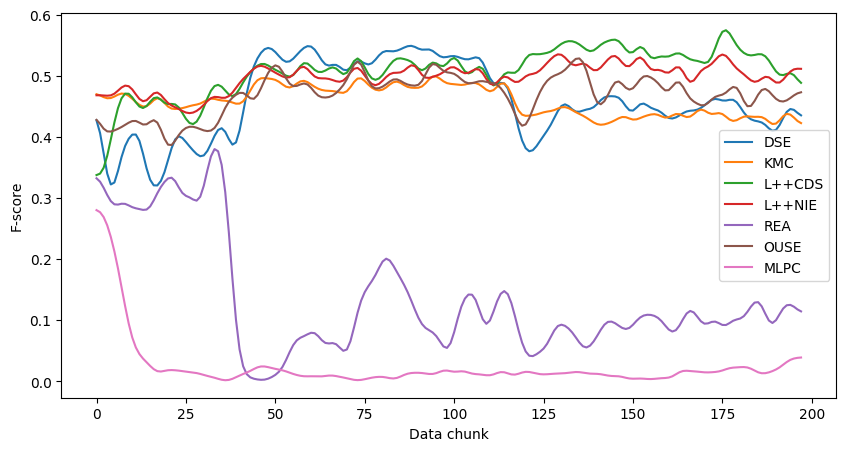 0.6
0.5
0.4
0.3
0.2
0.1
0.0
F-score
0 25 50 75 100 125 150 175 200
Data chunk
DSE
KMC
L++CDS
L++NIE
REA
OUSE
MLPC